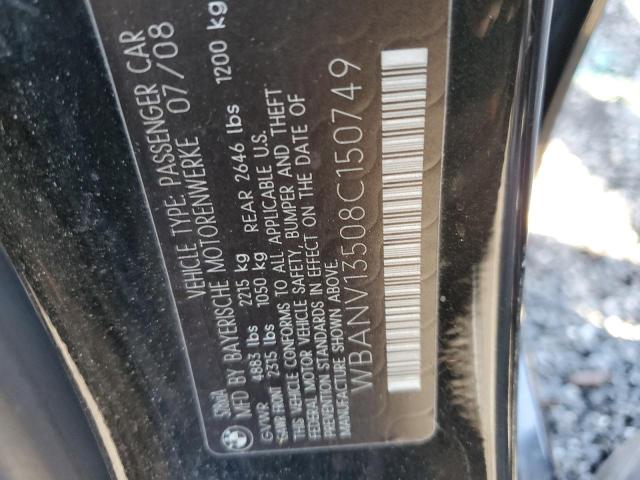 VEHICLE TYPE: PASSENGER CAR
MFD BY BAYERISCHE MOTORENWERKE 07/08
GVWR 4883 lbs 2215 kg
GAWR FRONT 2315 lbs 1050 kg REAR 2646 lbs 1200 kg
THIS VEHICLE CONFORMS TO ALL APPLICABLE U.S.
FEDERAL MOTOR VEHICLE SAFETY, BUMPER AND THEFT
PREVENTION STANDARDS IN EFFECT ON THE DATE OF
MANUFACTURE SHOWN ABOVE.
WBANV13508C150749